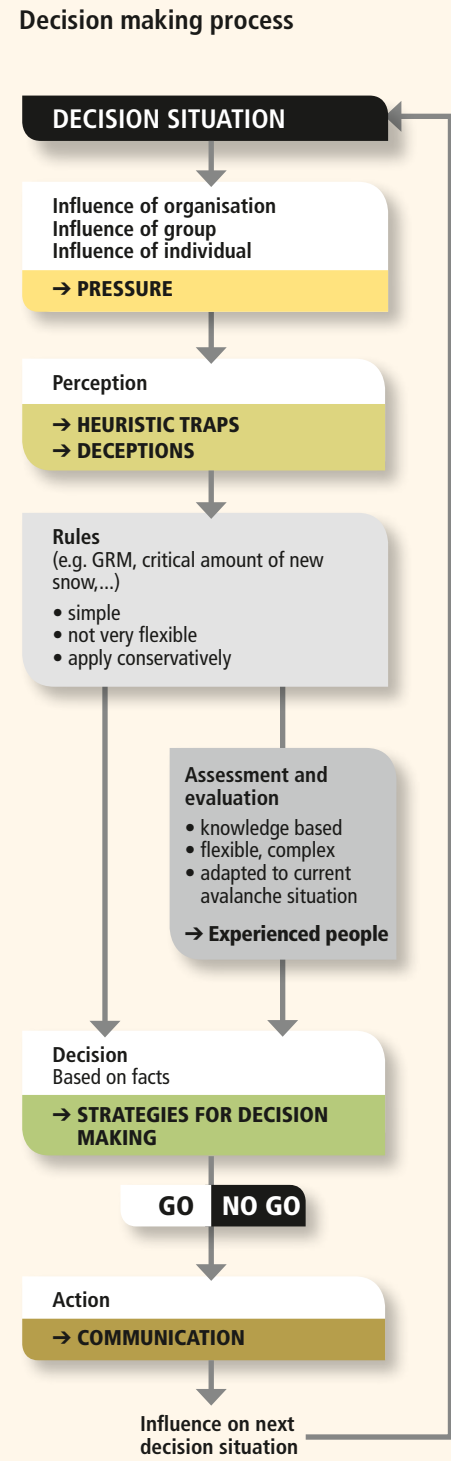 Decision making process
DECISION SITUATION
Influence of organisation
Influence of group
Influence of individual
➔ PRESSURE
Perception
➔ HEURISTIC TRAPS
➔ DECEPTIONS
Rules
(e.g. GRM, critical amount of new
snow,...)
• simple
• not very flexible
• apply conservatively
Assessment and
evaluation
• knowledge based
• flexible, complex
• adapted to current
avalanche situation
➔ Experienced people
Decision
Based on facts
➔ STRATEGIES FOR DECISION
MAKING
GO NO GO
Action
➔ COMMUNICATION
Influence on next
decision situation